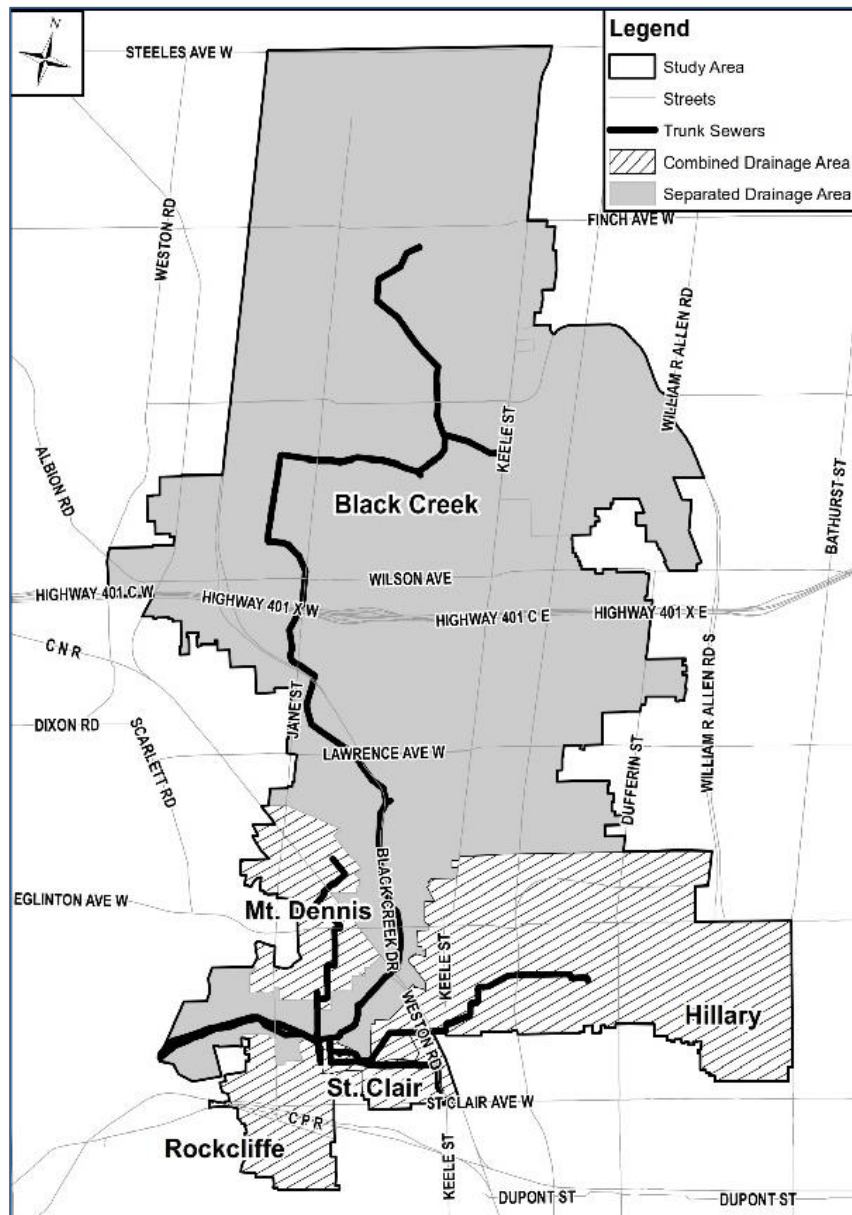 N
STEELES AVE W
Legend
Study Area
Streets
Trunk Sewers
Combined Drainage Area
Separated Drainage Area
WESTON RD
FINCH AVE W
WILLIAM R ALLEN RD
KEELE ST
ALBION RD
BATHURST ST
Black Creek
WILSON AVE
HIGHWAY 401 C W
HIGHWAY 401 X W
HIGHWAY 401 C E
HIGHWAY 401 X E
C N R
JANE ST
DIXON RD
SCARLETT RD
LAWRENCE AVE W
DUFFERIN ST
WILLIAM R ALLEN RD S
BLACK CREEK DR
EGLINTON AVE W
Mt. Dennis
KEELE ST
WESTON RD
Hillary
St. Clair
ST CLAIR AVE W
C P R
Rockcliffe
KEELE ST
DUPONT ST
DUPONT ST